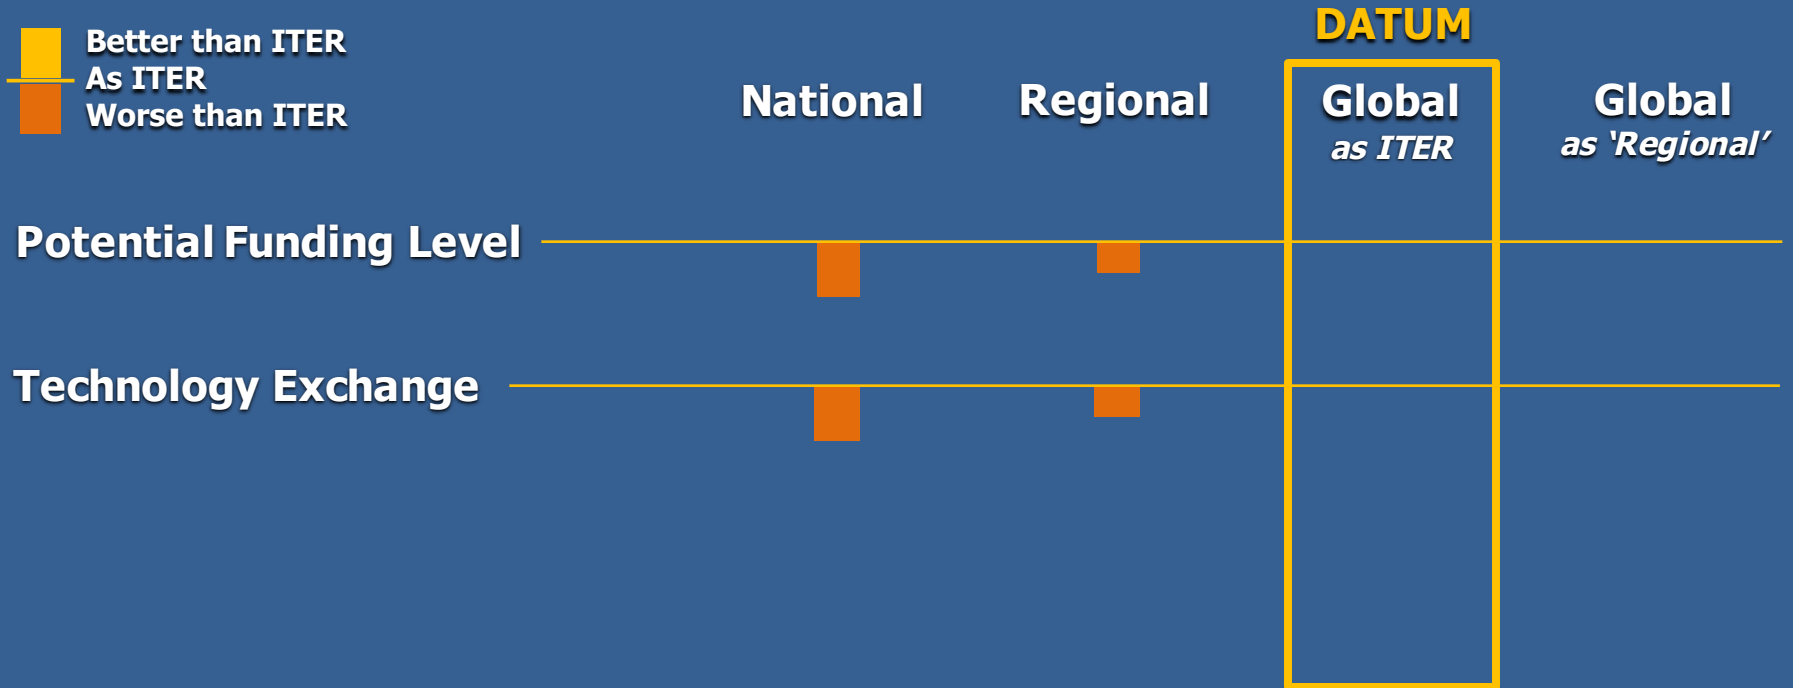 Better than ITER
As ITER
Worse than ITER
DATUM
National
Regional
Global
as ITER
Global
as ‘Regional’
Potential Funding Level
Technology Exchange